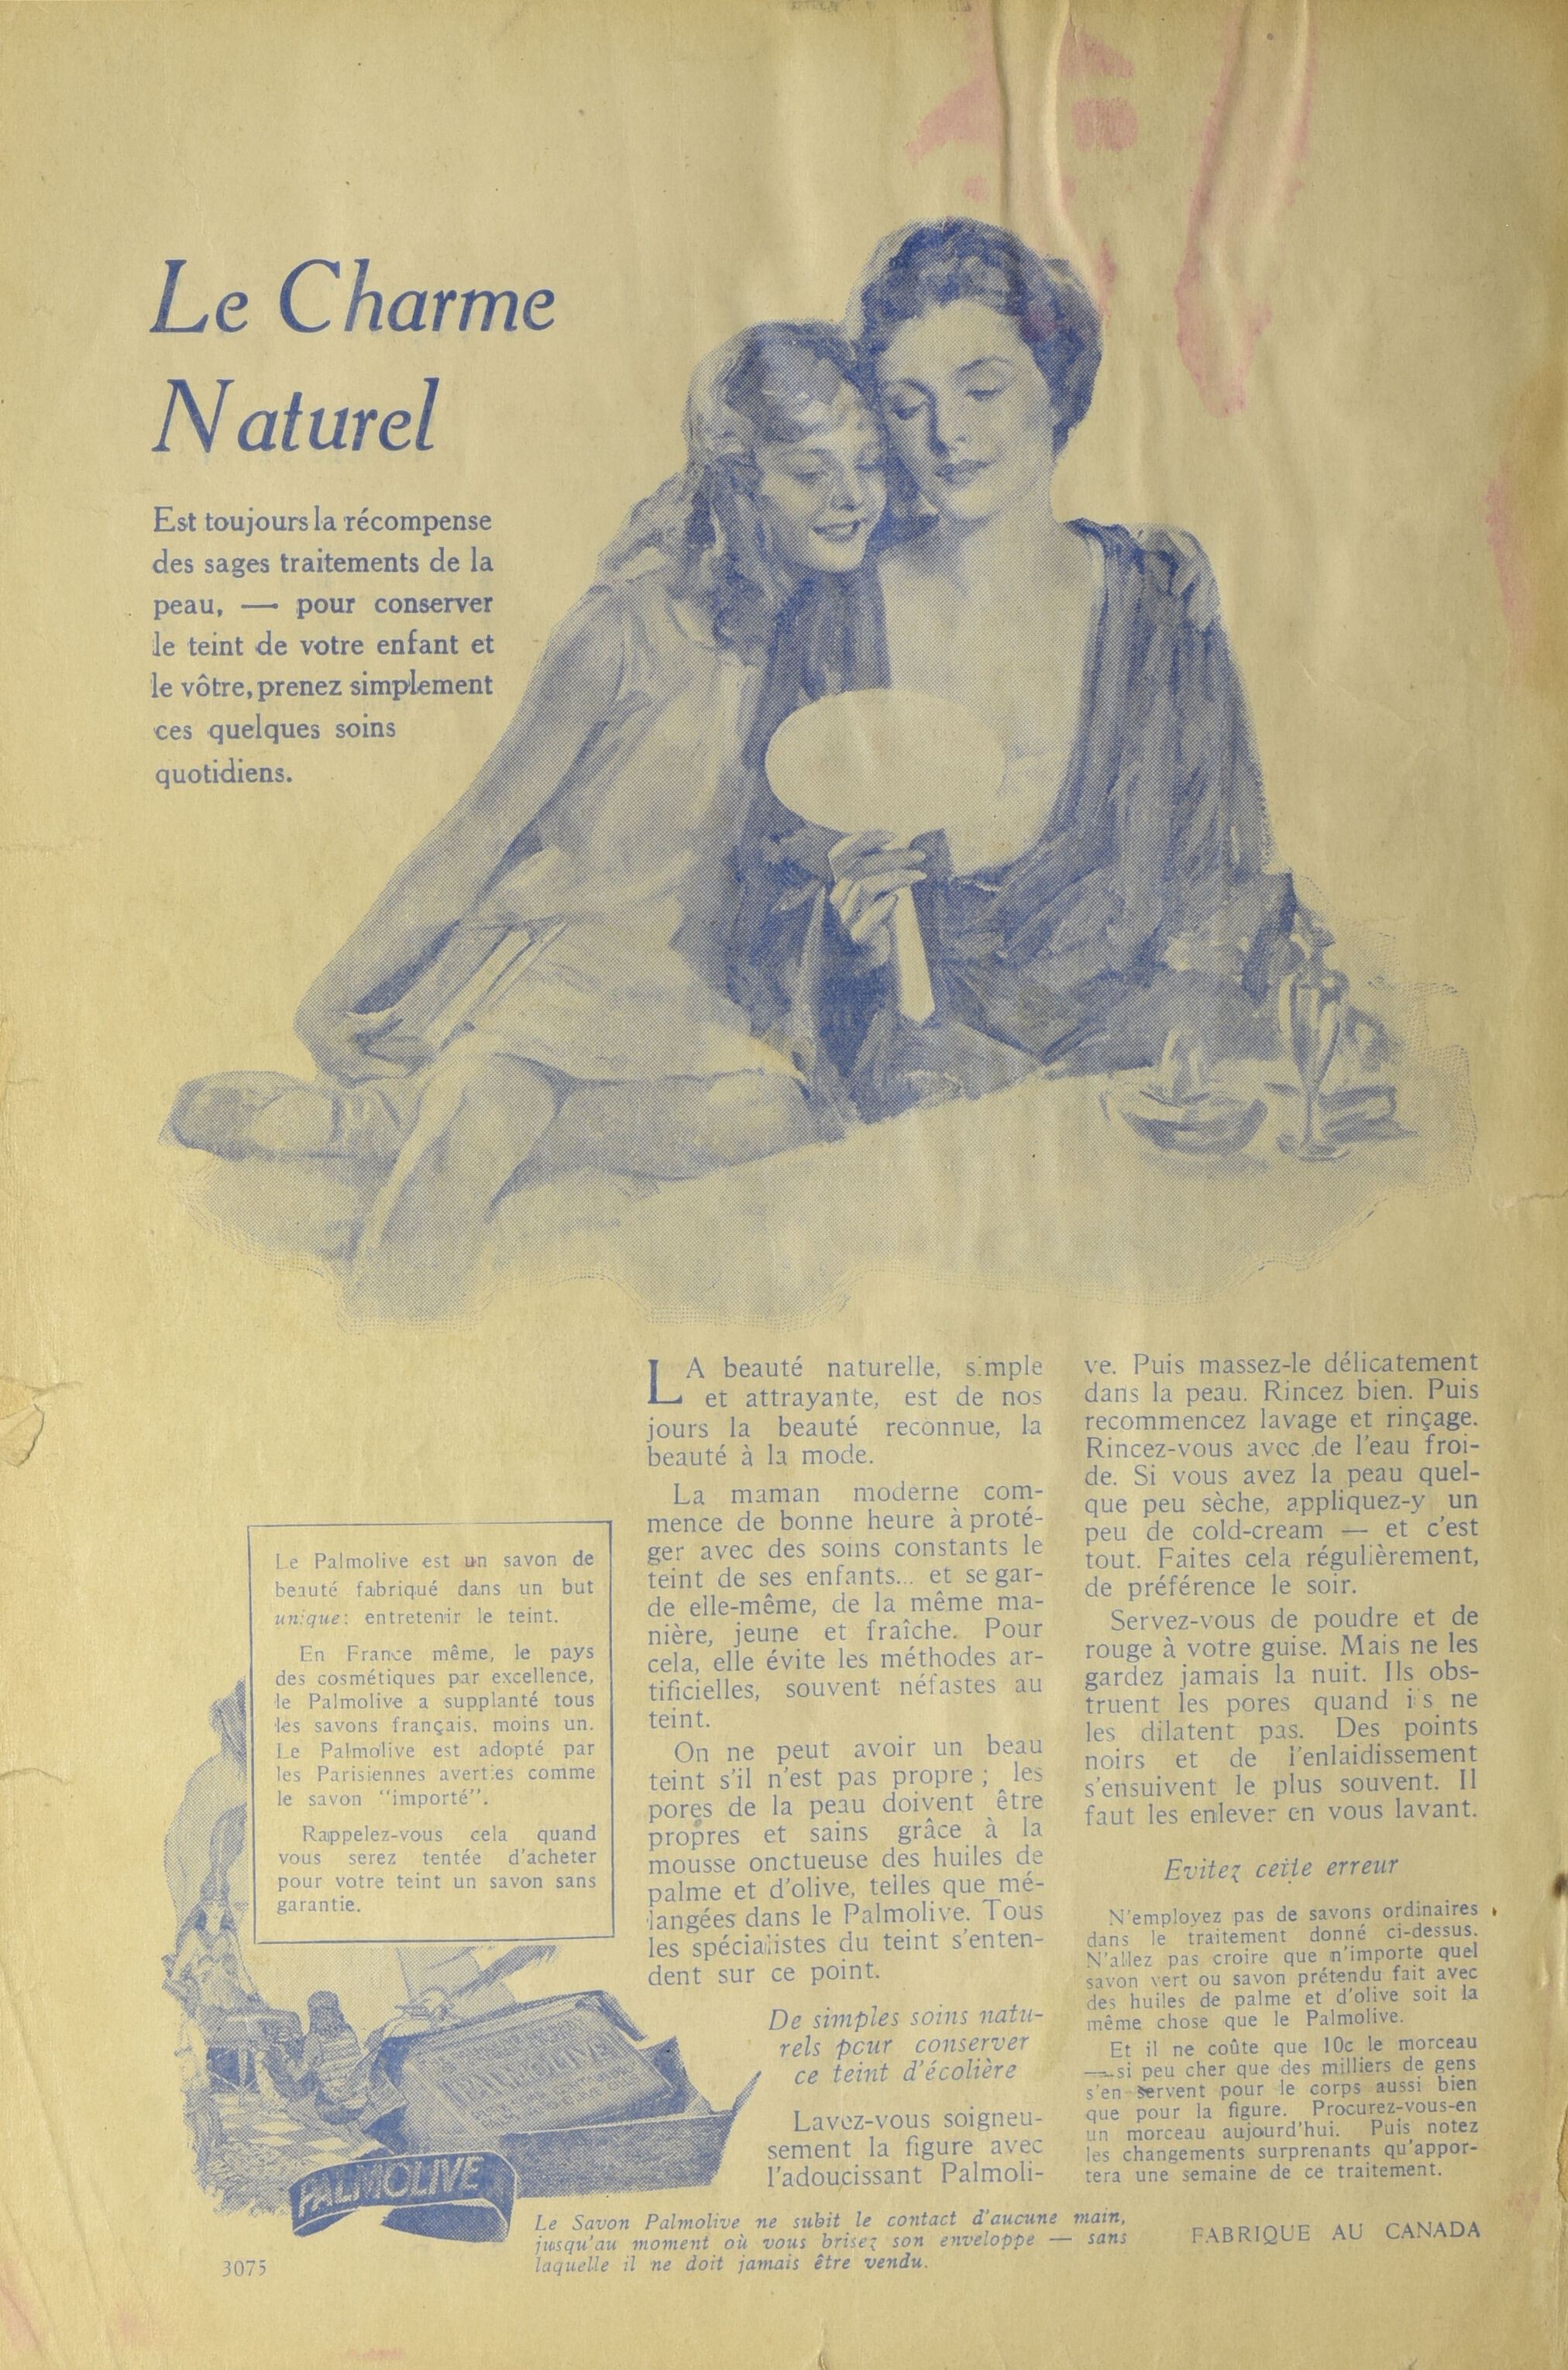 Le Charme
Naturel
Est toujours la récompense
des sages traitements de la
peau, — pour conserver
le teint de votre enfant et
le vôtre, prenez simplement
ces quelques soins
quotidiens.
Le Palmolive est un savon de
beauté fabriqué dans un but
unique: entretenir le teint.
En France même, le pays
des cosmétiques par excellence,
le Palmolive a supplanté tous
les savons français, moins un.
Le Palmolive est adopté par
les Parisiennes averties comme
le savon "importé".
Rappelez-vous cela quand
vous serez tentée d'acheter
pour votre teint un savon sans
garantie.
PALMOLIVE
PALMOLIVE
3075
LA beauté naturelle, simple
et attrayante, est de nos
jours la beauté reconnue, la
beauté à la mode.
La maman moderne com-
mence de bonne heure à proté-
ger avec des soins constants le
teint de ses enfants... et se gar-
de elle-même, de la même ma-
nière, jeune et fraîche. Pour
cela, elle évite les méthodes ar-
tificielles, souvent néfastes au
teint.
On ne peut avoir un beau
teint s'il n'est pas propre ; les
pores de la peau doivent être
propres et sains grâce à la
mousse onctueuse des huiles de
palme et d'olive, telles que mé-
langées dans le Palmolive. Tous
les spécialistes du teint s'enten-
dent sur ce point.
De simples soins natu-
rels pour conserver
ce teint d'écolière
Lavez-vous soigneu-
sement la figure avec
l'adoucissant Palmoli-
ve. Puis massez-le délicatement
dans la peau. Rincez bien. Puis
recommencez lavage et rinçage.
Rincez-vous avec de l'eau froi-
de. Si vous avez la peau quel-
que peu sèche, appliquez-y un
peu de cold-cream — et c'est
tout. Faites cela régulièrement,
de préférence le soir.
Servez-vous de poudre et de
rouge à votre guise. Mais ne les
gardez jamais la nuit. Ils obs-
truent les pores quand ils ne
les dilatent pas. Des points
noirs et de l'enlaidissement
s'ensuivent le plus souvent. Il
faut les enlever en vous lavant.
Evitez cette erreur
N'employez pas de savons ordinaires
dans le traitement donné ci-dessus.
N'allez pas croire que n'importe quel
savon vert ou savon prétendu fait avec
des huiles de palme et d'olive soit la
même chose que le Palmolive.
Et il ne coûte que 10c le morceau
— si peu cher que des milliers de gens
s'en servent pour le corps aussi bien
que pour la figure. Procurez-vous-en
un morceau aujourd'hui. Puis notez
les changements surprenants qu'appor-
tera une semaine de ce traitement.
Le Savon Palmolive ne subit le contact d'aucune main,
jusqu'au moment où vous brisez son enveloppe — sans
laquelle il ne doit jamais être vendu.
FABRIQUE AU CANADA